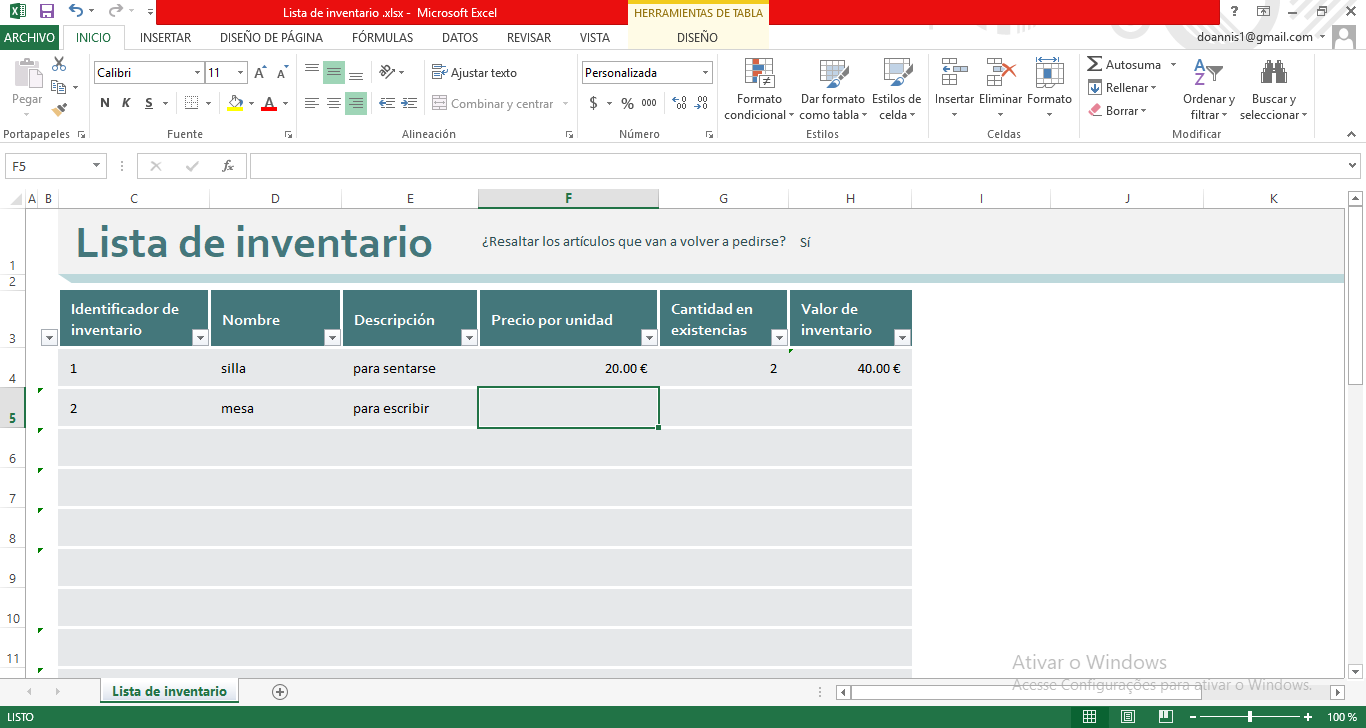 Lista de inventario .xlsx - Microsoft Excel
HERRAMIENTAS DE TABLA
?
ARCHIVO INICIO INSERTAR DISEÑO DE PÁGINA FÓRMULAS DATOS REVISAR VISTA DISEÑO
doannis1@gmail.com
Pegar
Portapapeles
Calibri 11 A A
N K S A
Fuente
Ajustar texto
Combinar y centrar
Alineación
Personalizada
$ % 000 ,0 ,00
Número
Formato condicional
Dar formato como tabla
Estilos de celda
Estilos
Insertar Eliminar Formato
Celdas
Σ Autosuma
Rellenar
Borrar
Ordenar y filtrar
Buscar y seleccionar
Modificar
F5 fx
A B C D E F G H I J K
1 Lista de inventario ¿Resaltar los artículos que van a volver a pedirse? Sí
2
3 Identificador de inventario Nombre Descripción Precio por unidad Cantidad en existencias Valor de inventario
4 1 silla para sentarse 20.00 € 2 40.00 €
5 2 mesa para escribir
6
7
8
9
10
11
Ativar o Windows
Acesse Configurações para ativar o Windows.
Lista de inventario
LISTO
100 %